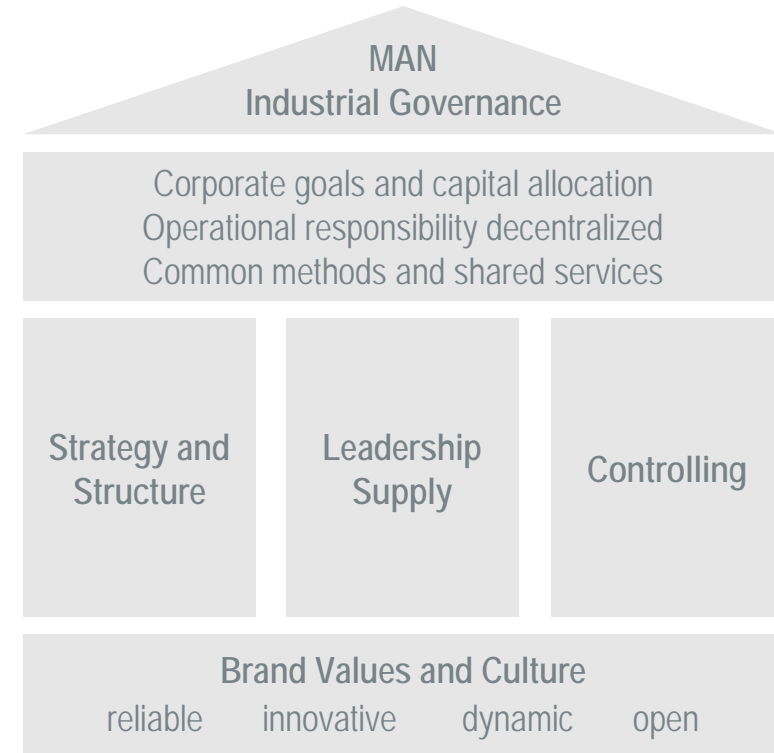 MAN
Industrial Governance
Corporate goals and capital allocation
Operational responsibility decentralized
Common methods and shared services
Strategy and
Structure
Leadership
Supply
Controlling
Brand Values and Culture
reliable innovative dynamic open